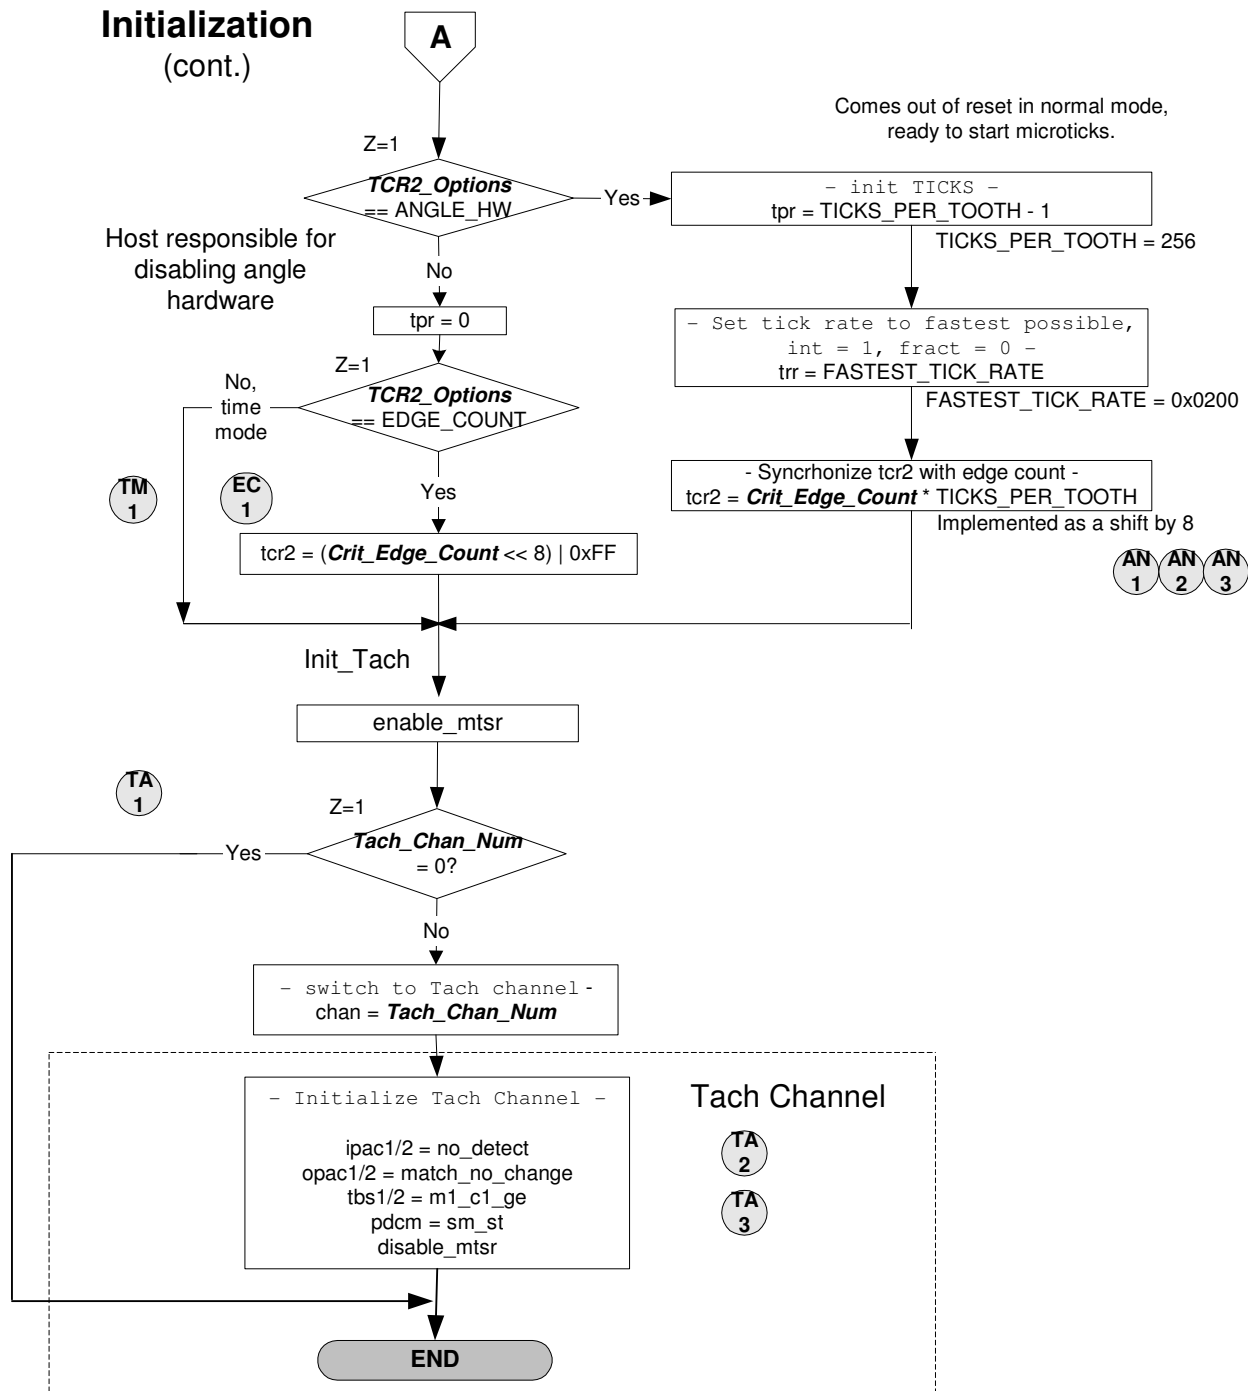 Initialization
(cont.)
A
Comes out of reset in normal mode,
ready to start microticks.
Z=1
TCR2_Options
== ANGLE_HW
Yes
– init TICKS –
tpr = TICKS_PER_TOOTH - 1
TICKS_PER_TOOTH = 256
Host responsible for
disabling angle
hardware
No
tpr = 0
– Set tick rate to fastest possible,
int = 1, fract = 0 –
trr = FASTEST_TICK_RATE
FASTEST_TICK_RATE = 0x0200
Z=1
TCR2_Options
== EDGE_COUNT
No,
time
mode
TM
1
EC
1
Yes
- Syncrhonize tcr2 with edge count -
tcr2 = Crit_Edge_Count * TICKS_PER_TOOTH
Implemented as a shift by 8
AN
1
AN
2
AN
3
tcr2 = (Crit_Edge_Count << 8) | 0xFF
Init_Tach
enable_mtsr
TA
1
Z=1
Tach_Chan_Num
= 0?
Yes
No
– switch to Tach channel -
chan = Tach_Chan_Num
– Initialize Tach Channel –
ipac1/2 = no_detect
opac1/2 = match_no_change
tbs1/2 = m1_c1_ge
pdcm = sm_st
disable_mtsr
Tach Channel
TA
2
TA
3
END